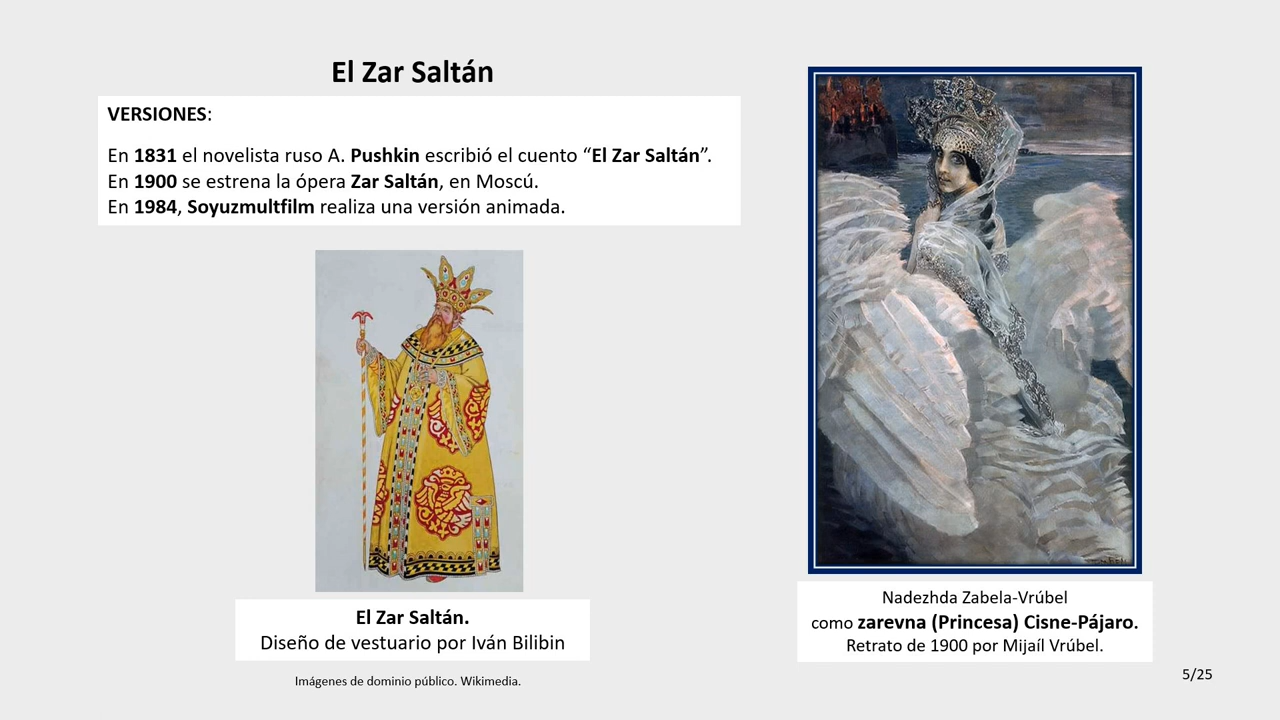 El Zar Saltán
VERSIONES:
En 1831 el novelista ruso A. Pushkin escribió el cuento “El Zar Saltán”.
En 1900 se estrena la ópera Zar Saltán, en Moscú.
En 1984, Soyuzmultfilm realiza una versión animada.
El Zar Saltán.
Diseño de vestuario por Iván Bilibin
Imágenes de dominio público. Wikimedia.
Nadezhda Zabela-Vrúbel
como zarevna (Princesa) Cisne-Pájaro.
Retrato de 1900 por Mijaíl Vrúbel.
5/25